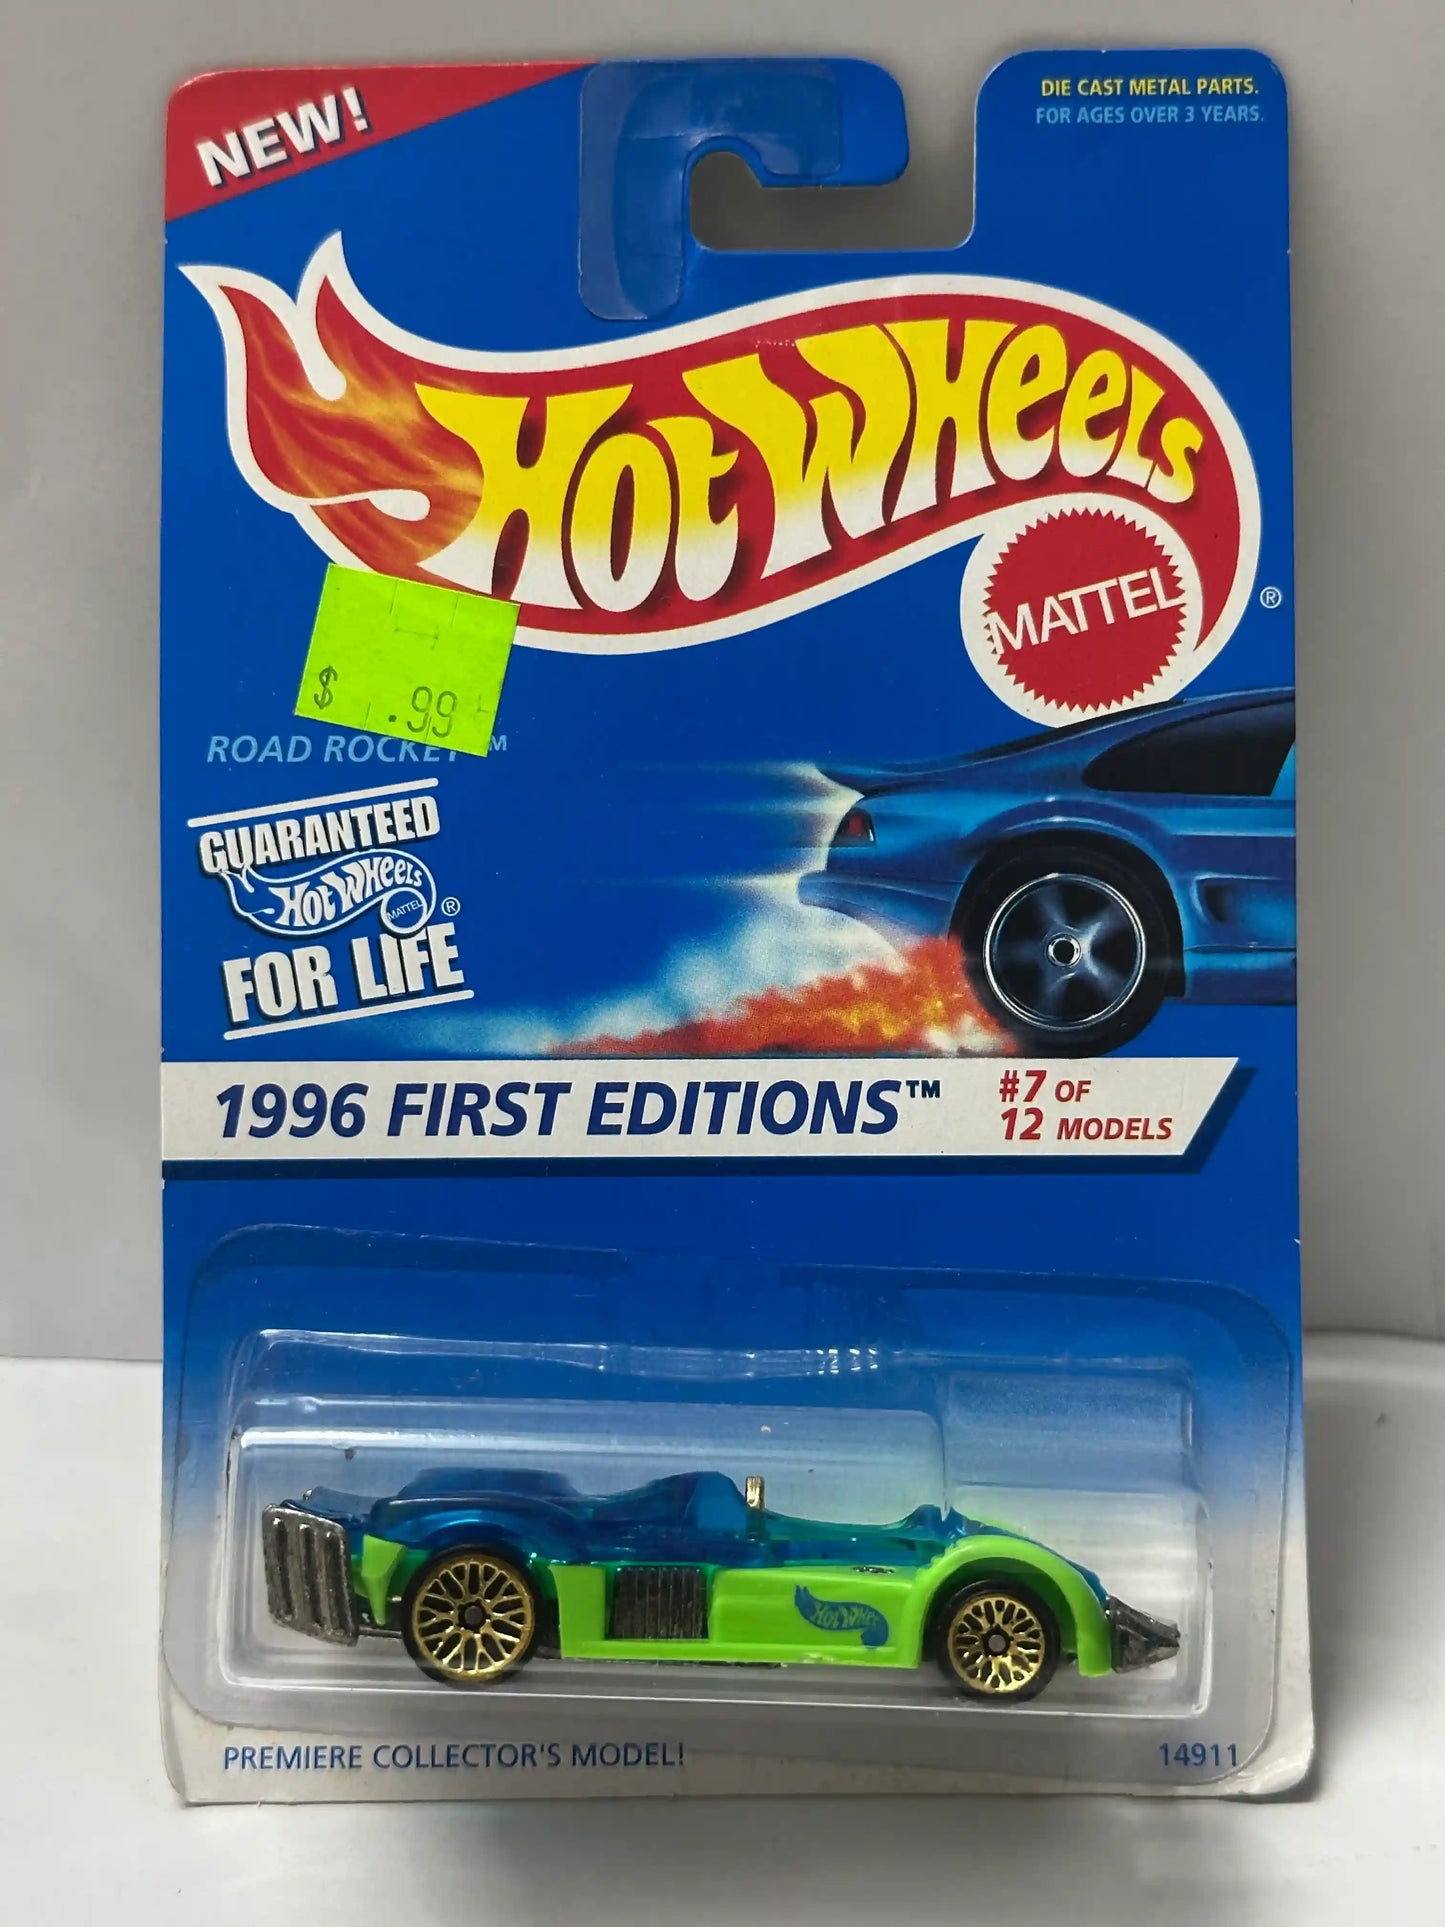 NEW!
DIE CAST METAL PARTS.
FOR AGES OVER 3 YEARS.
HOT WHEELS
MATTEL
®
$ .99
ROAD ROCKET™
GUARANTEED
HOT WHEELS
MATTEL
®
FOR LIFE
1996 FIRST EDITIONS™
#7 OF
12 MODELS
HOT WHEELS
PREMIERE COLLECTOR'S MODEL!
14911